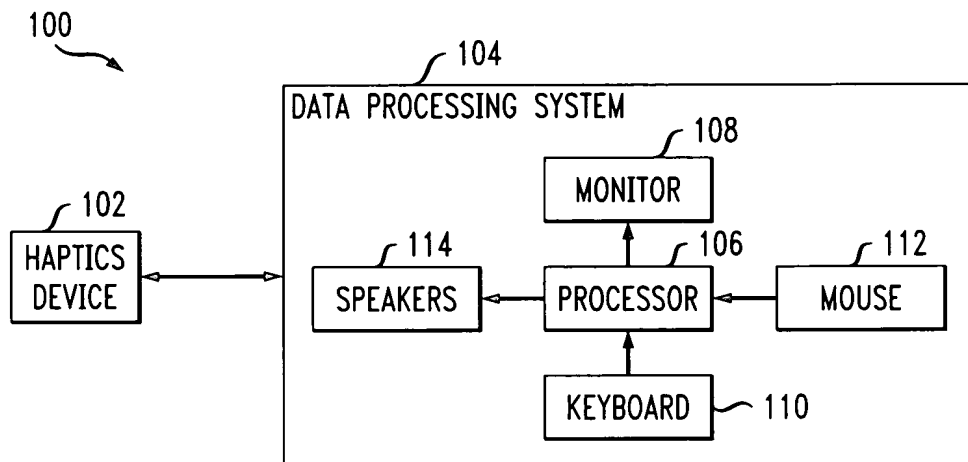 100
104
DATA PROCESSING SYSTEM
108
MONITOR
102
HAPTICS
DEVICE
114
SPEAKERS
106
PROCESSOR
112
MOUSE
KEYBOARD
110